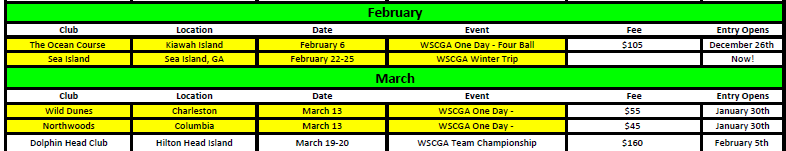 February
Club Location Date Event Fee Entry Opens
The Ocean Course Kiawah Island February 6 WSCGA One Day - Four Ball $105 December 26th
Sea Island Sea Island, GA February 22-25 WSCGA Winter Trip Now!
March
Club Location Date Event Fee Entry Opens
Wild Dunes Charleston March 13 WSCGA One Day - $55 January 30th
Northwoods Columbia March 13 WSCGA One Day - $45 January 30th
Dolphin Head Club Hilton Head Island March 19-20 WSCGA Team Championship $160 February 5th